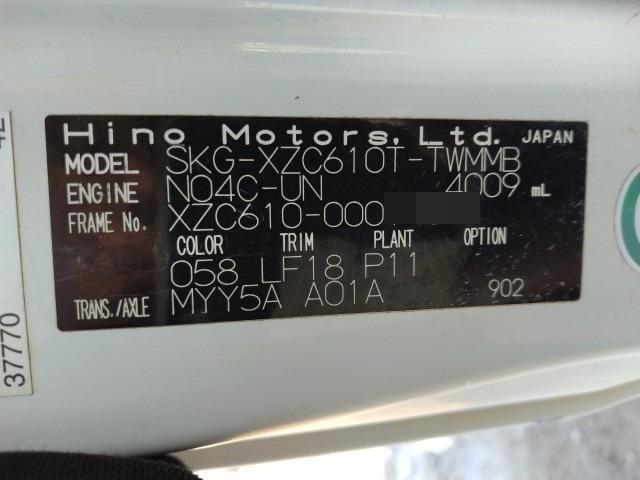 Hino Motors, Ltd. JAPAN
MODEL SKG-XZC610T-TWMMB
ENGINE N04C-UN 4009 mL
FRAME No. XZC610-000
COLOR TRIM PLANT OPTION
058 LF18 P11
TRANS./AXLE MYY5A A01A 902
37770